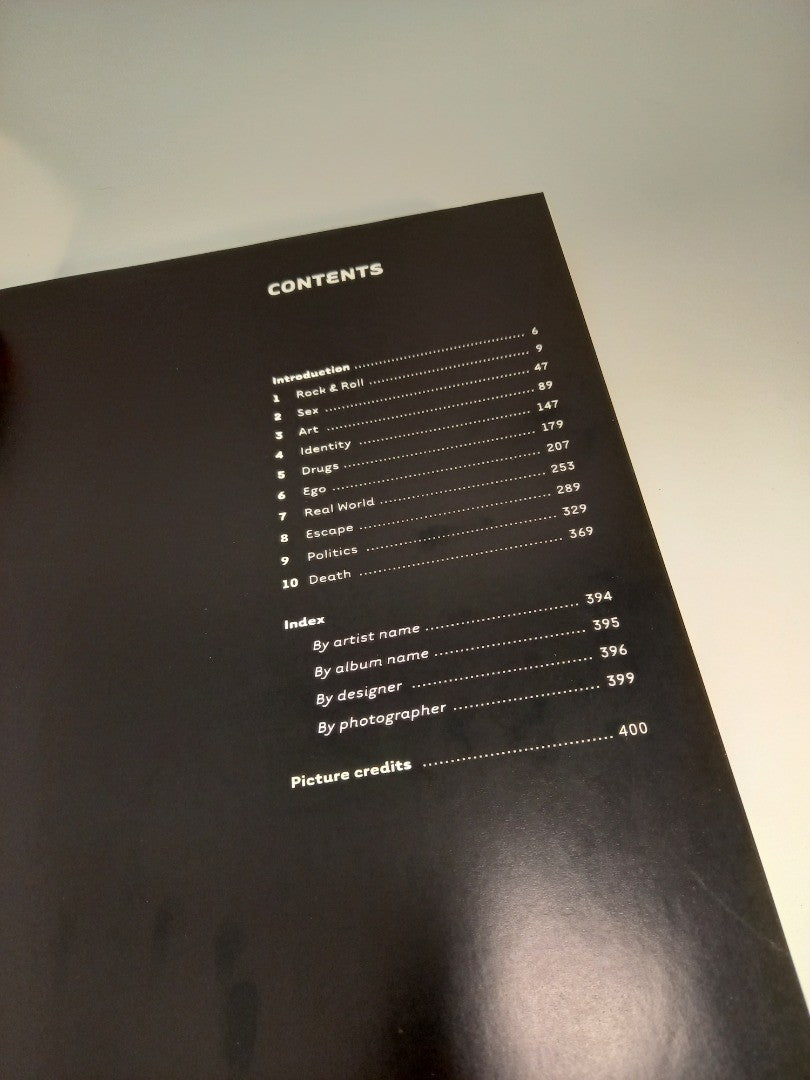 CONTENTS
Introduction ........ 6
1 Rock & Roll ........ 9
2 Sex ........ 47
3 Art ........ 89
4 Identity ........ 147
5 Drugs ........ 179
6 Ego ........ 207
7 Real World ........ 253
8 Escape ........ 289
9 Politics ........ 329
10 Death ........ 369
Index
By artist name ........ 394
By album name ........ 395
By designer ........ 396
By photographer ........ 399
Picture credits ........ 400